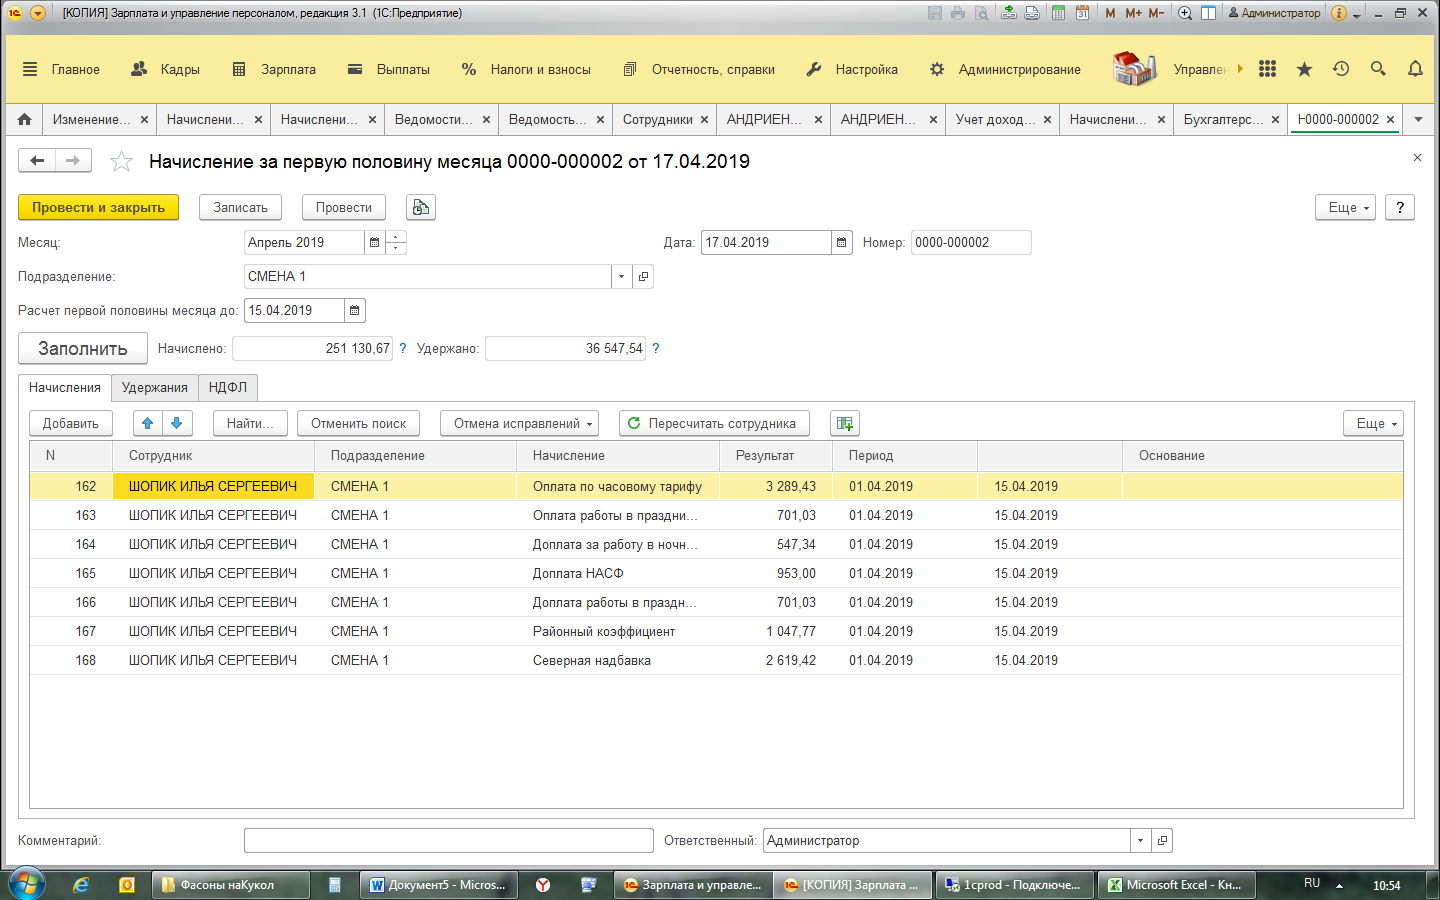 [КОПИЯ] Зарплата и управление персоналом, редакция 3.1 (1С:Предприятие)
M M+ M- Администратор
Главное Кадры Зарплата Выплаты Налоги и взносы Отчетность, справки Настройка Администрирование Управлен
Изменение... Начислени... Начислени... Ведомости... Ведомость... Сотрудники АНДРИЕН... АНДРИЕН... Учет доход... Начислени... Бухгалтерс... Н0000-000002
Начисление за первую половину месяца 0000-000002 от 17.04.2019
Провести и закрыть Записать Провести Еще ?
Месяц: Апрель 2019 Дата: 17.04.2019 Номер: 0000-000002
Подразделение: СМЕНА 1
Расчет первой половины месяца до: 15.04.2019
Заполнить Начислено: 251 130,67 ? Удержано: 36 547,54 ?
Начисления Удержания НДФЛ
Добавить Найти... Отменить поиск Отмена исправлений Пересчитать сотрудника Еще
N Сотрудник Подразделение Начисление Результат Период Основание
162 ШОПИК ИЛЬЯ СЕРГЕЕВИЧ СМЕНА 1 Оплата по часовому тарифу 3 289,43 01.04.2019 15.04.2019
163 ШОПИК ИЛЬЯ СЕРГЕЕВИЧ СМЕНА 1 Оплата работы в праздни... 701,03 01.04.2019 15.04.2019
164 ШОПИК ИЛЬЯ СЕРГЕЕВИЧ СМЕНА 1 Доплата за работу в ночн... 547,34 01.04.2019 15.04.2019
165 ШОПИК ИЛЬЯ СЕРГЕЕВИЧ СМЕНА 1 Доплата НАСФ 953,00 01.04.2019 15.04.2019
166 ШОПИК ИЛЬЯ СЕРГЕЕВИЧ СМЕНА 1 Доплата работы в праздн... 701,03 01.04.2019 15.04.2019
167 ШОПИК ИЛЬЯ СЕРГЕЕВИЧ СМЕНА 1 Районный коэффициент 1 047,77 01.04.2019 15.04.2019
168 ШОПИК ИЛЬЯ СЕРГЕЕВИЧ СМЕНА 1 Северная надбавка 2 619,42 01.04.2019 15.04.2019
Комментарий: Ответственный: Администратор
Фасоны наКукол Документ5 - Micros... Зарплата и управле... [КОПИЯ] Зарплата ... 1cprod - Подключе... Microsoft Excel - Кн... RU 10:54